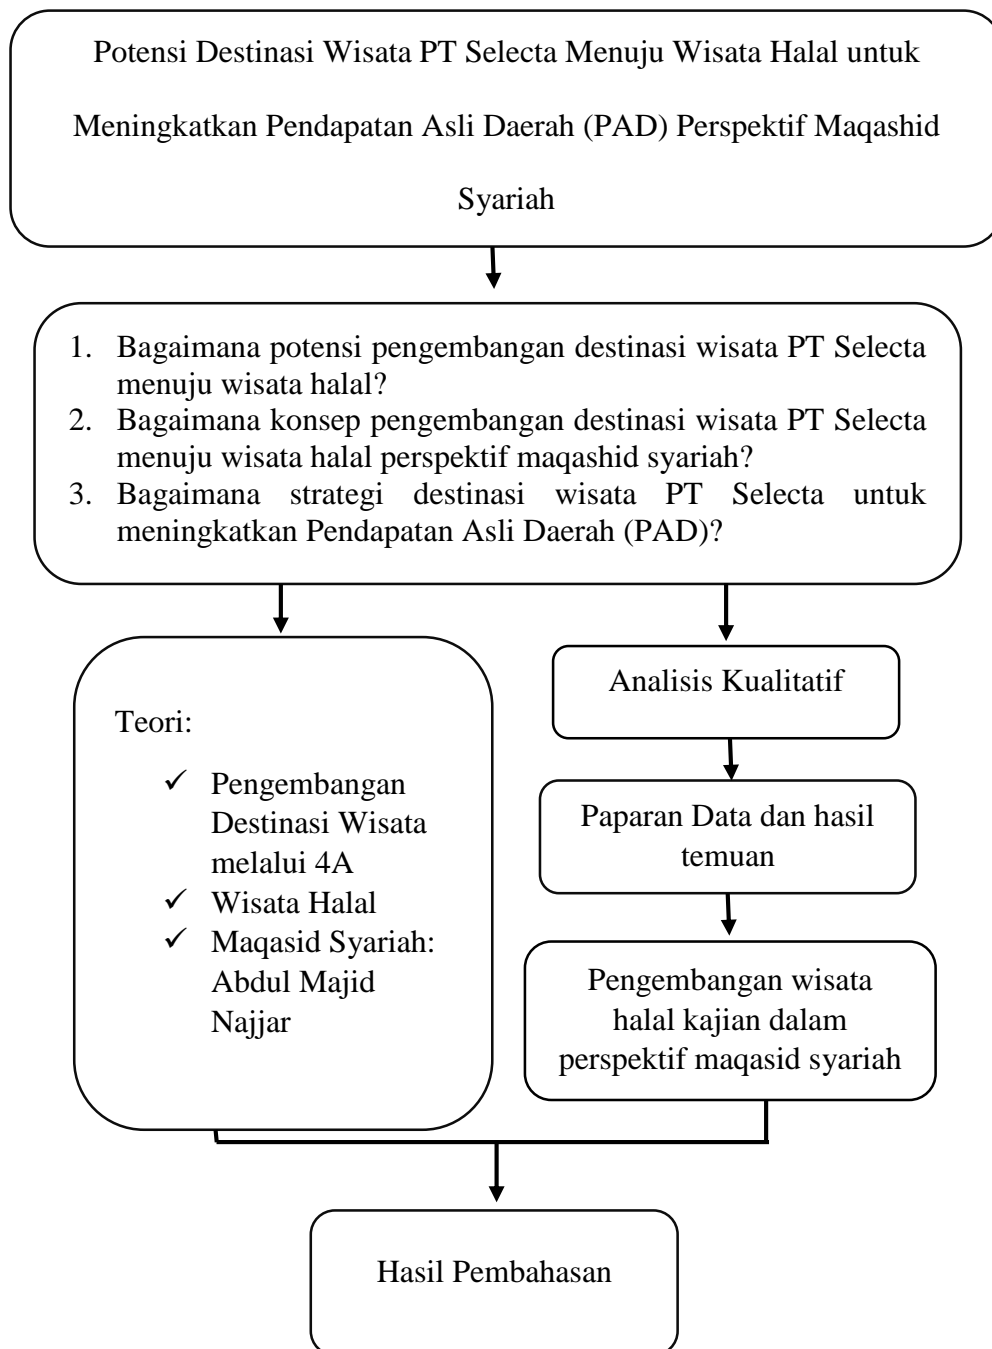 Potensi Destinasi Wisata PT Selecta Menuju Wisata Halal untuk
Meningkatkan Pendapatan Asli Daerah (PAD) Perspektif Maqashid
Syariah
1. Bagaimana potensi pengembangan destinasi wisata PT Selecta
menuju wisata halal?
2. Bagaimana konsep pengembangan destinasi wisata PT Selecta
menuju wisata halal perspektif maqashid syariah?
3. Bagaimana strategi destinasi wisata PT Selecta untuk
meningkatkan Pendapatan Asli Daerah (PAD)?
Teori:
✓ Pengembangan
Destinasi Wisata
melalui 4A
✓ Wisata Halal
✓ Maqasid Syariah:
Abdul Majid
Najjar
Analisis Kualitatif
Paparan Data dan hasil
temuan
Pengembangan wisata
halal kajian dalam
perspektif maqasid syariah
Hasil Pembahasan